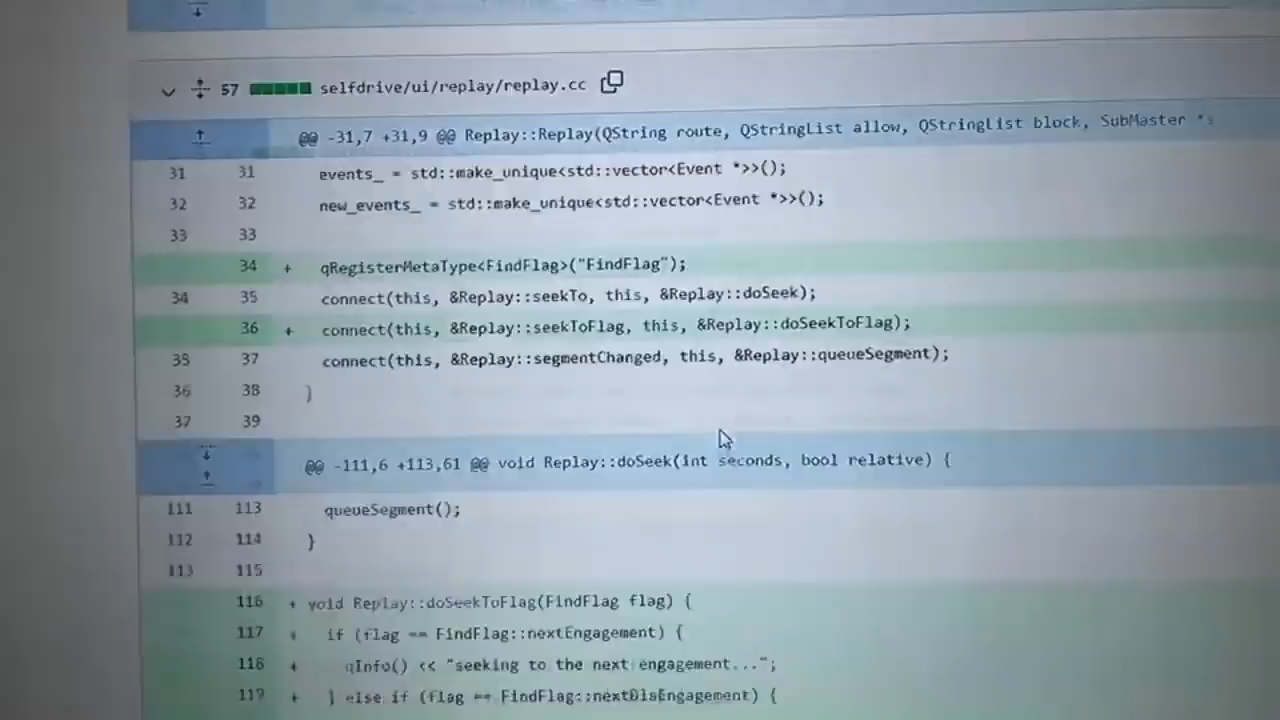 57 selfdrive/ui/replay/replay.cc
@@ -31,7 +31,9 @@ Replay::Replay(QString route, QStringList allow, QStringList block, SubMaster *s
31 31 events_ = std::make_unique<std::vector<Event *>>();
32 32 new_events_ = std::make_unique<std::vector<Event *>>();
33 33
34 + qRegisterMetaType<FindFlag>("FindFlag");
34 35 connect(this, &Replay::seekTo, this, &Replay::doSeek);
36 + connect(this, &Replay::seekToFlag, this, &Replay::doSeekToFlag);
35 37 connect(this, &Replay::segmentChanged, this, &Replay::queueSegment);
36 38 }
37 39
@@ -111,6 +113,61 @@ void Replay::doSeek(int seconds, bool relative) {
111 113 queueSegment();
112 114 }
113 115
116 + void Replay::doSeekToFlag(FindFlag flag) {
117 + if (flag == FindFlag::nextEngagement) {
118 + qInfo() << "seeking to the next engagement...";
119 + } else if (flag == FindFlag::nextDisEngagement) {